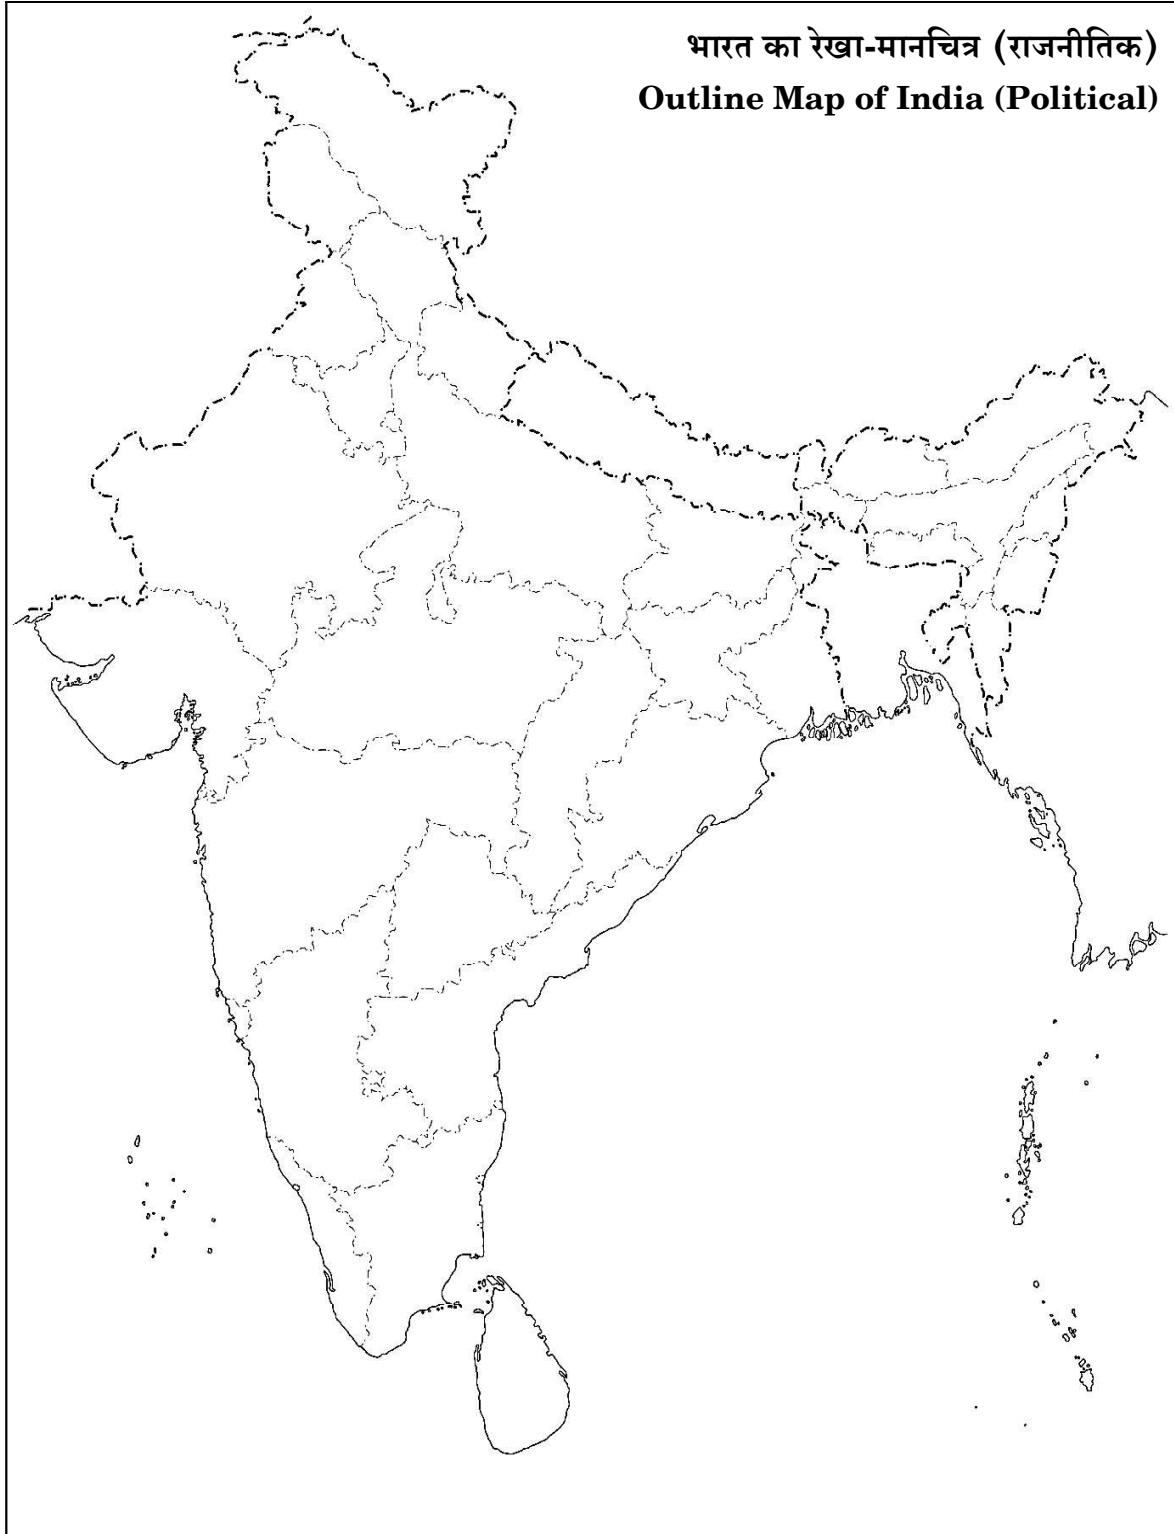 भारत का रेखा-मानचित्र (राजनीतिक)
Outline Map of India (Political)